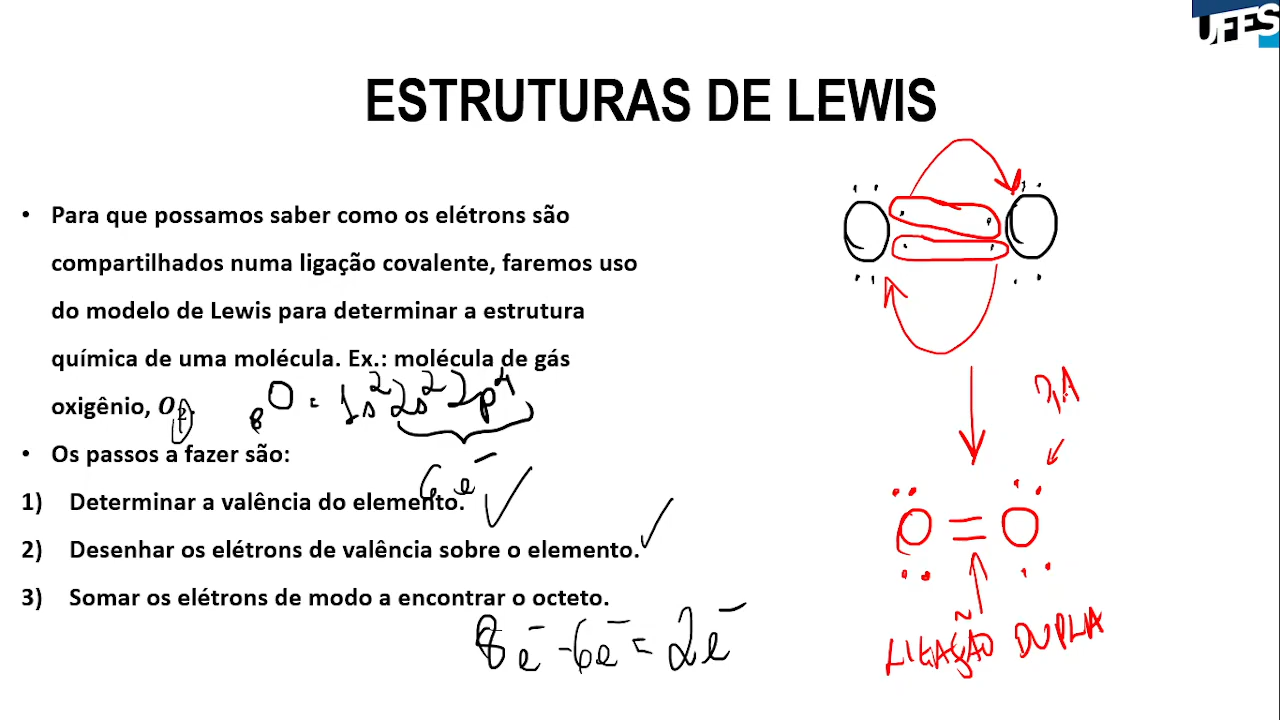 UFES
ESTRUTURAS DE LEWIS
• Para que possamos saber como os elétrons são
compartilhados numa ligação covalente, faremos uso
do modelo de Lewis para determinar a estrutura
química de uma molécula. Ex.: molécula de gás
oxigênio, O₂.
₈O = 1s² 2s² 2p⁴
6e⁻
• Os passos a fazer são:
1) Determinar a valência do elemento.
2) Desenhar os elétrons de valência sobre o elemento.
3) Somar os elétrons de modo a encontrar o octeto.
8e⁻ - 6e⁻ = 2e⁻
O O
O = O
LIGAÇÃO DUPLA